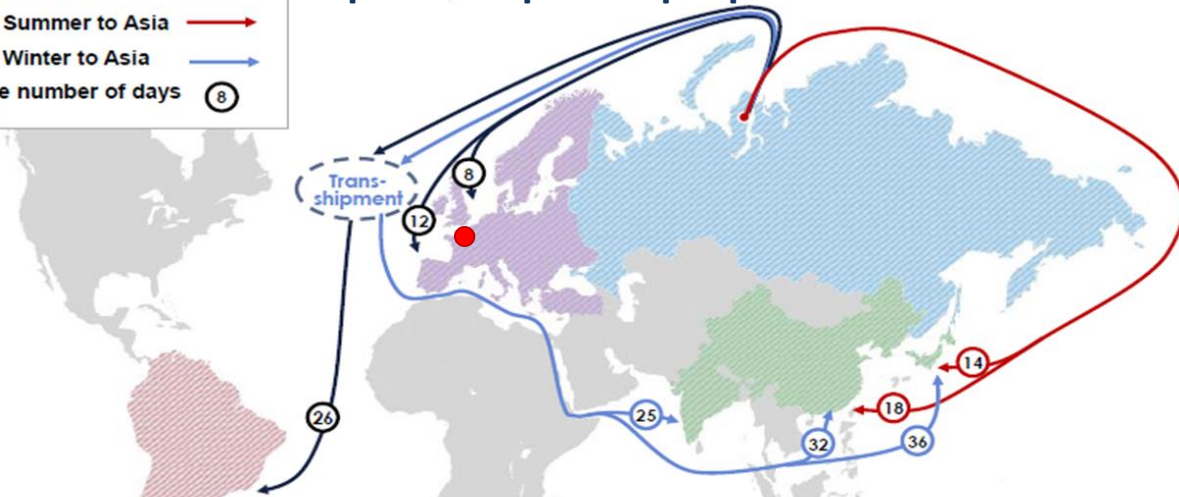 Summer to Asia
Winter to Asia
e number of days 8
Trans-
shipment
8
12
26
25
32
36
14
18